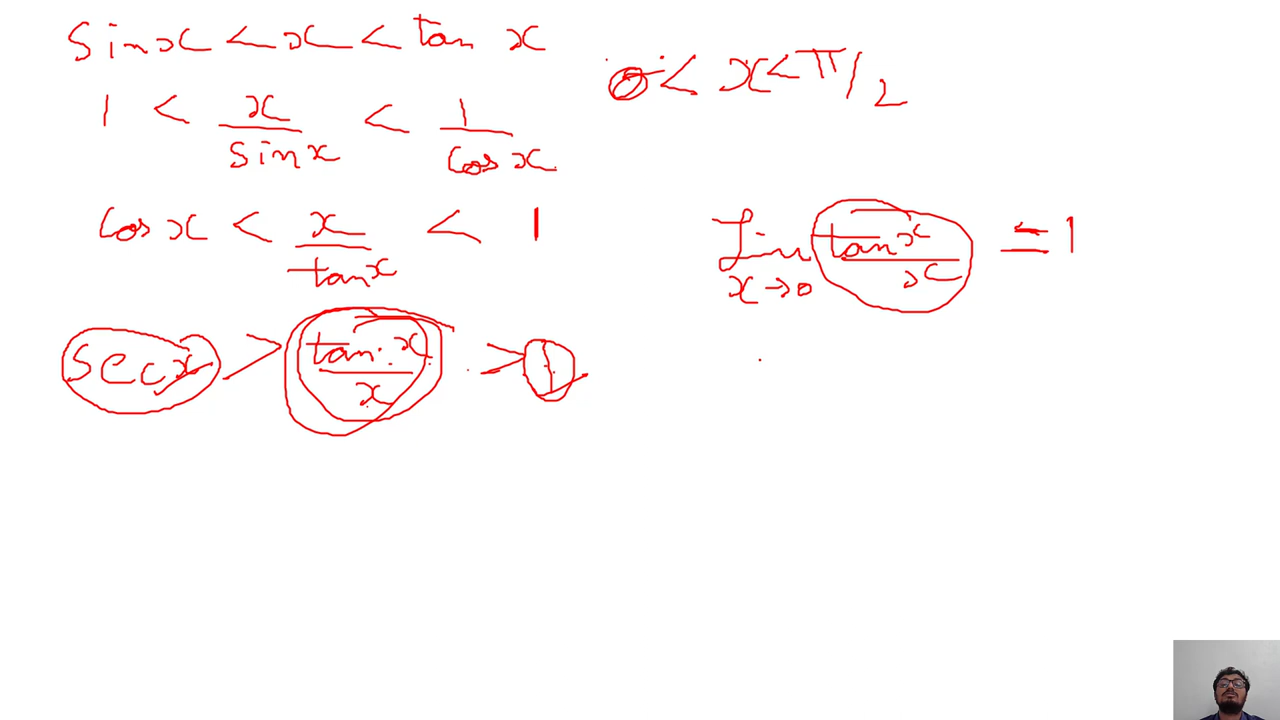 sin x < x < tan x
0 < x < π/2
1 < x/sin x < 1/cos x
cos x < x/tan x < 1
Lim x→0 tan x/x = 1
sec x > tan x/x > 1